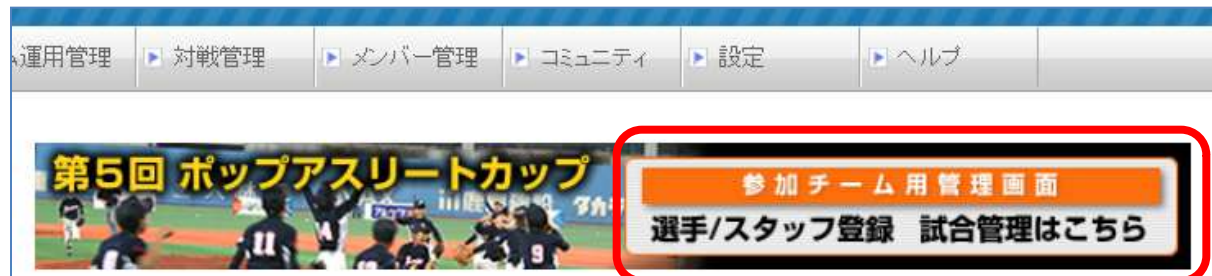 運用管理 対戦管理 メンバー管理 コミュニティ 設定 ヘルプ
第5回 ポップアスリートカップ
参加チーム用管理画面
選手/スタッフ登録 試合管理はこちら
11
9